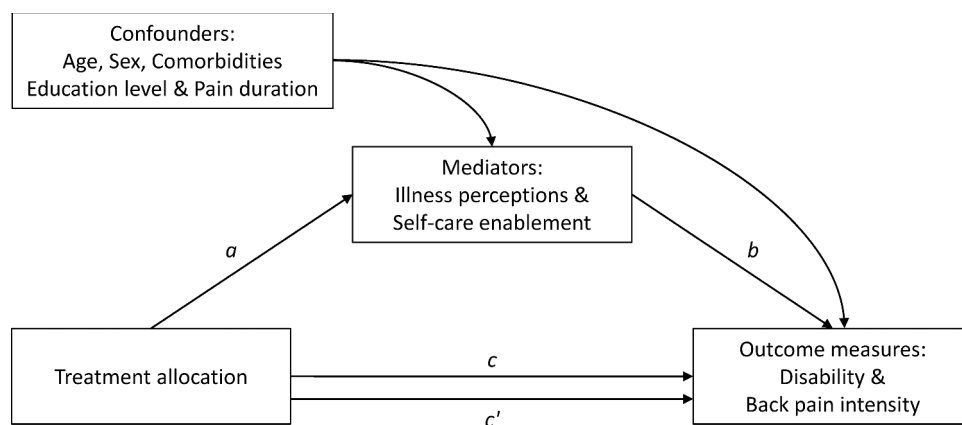 Confounders:
Age, Sex, Comorbidities
Education level & Pain duration
Mediators:
Illness perceptions &
Self-care enablement
a
b
Treatment allocation
c
c'
Outcome measures:
Disability &
Back pain intensity